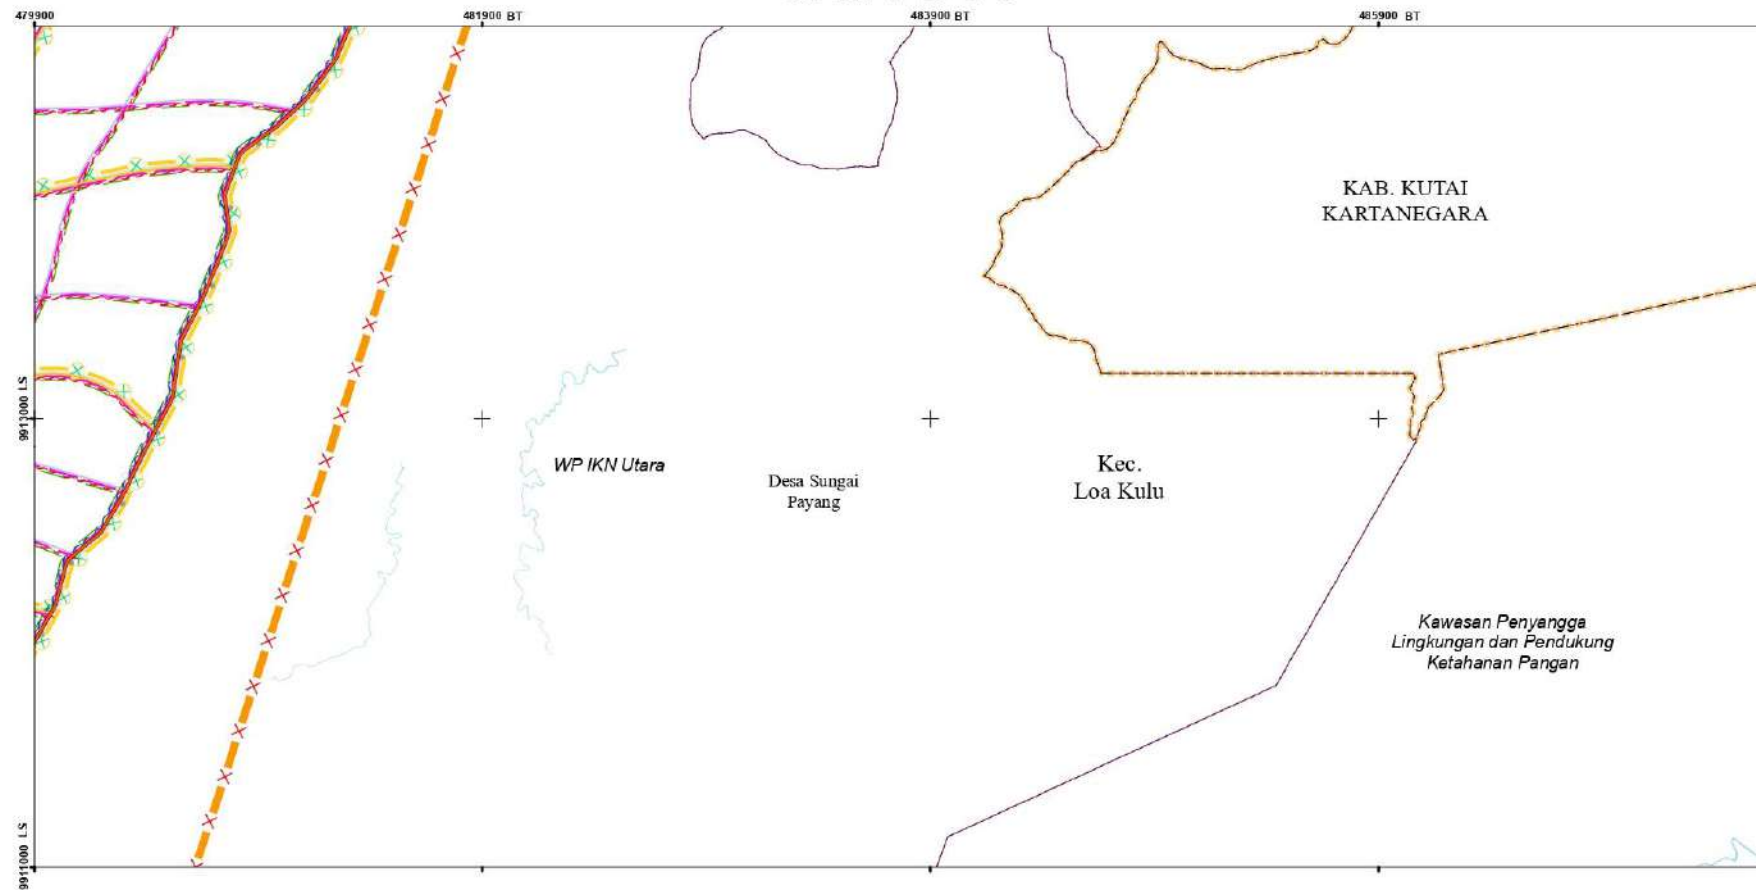 479900
481900 BT
483900 BT
485900 BT
KAB. KUTAI
KARTANEGARA
9913000 LS
WP IKN Utara
Desa Sungai
Payang
Kec.
Loa Kulu
Kawasan Penyangga
Lingkungan dan Pendukung
Ketahanan Pangan
9911000 LS